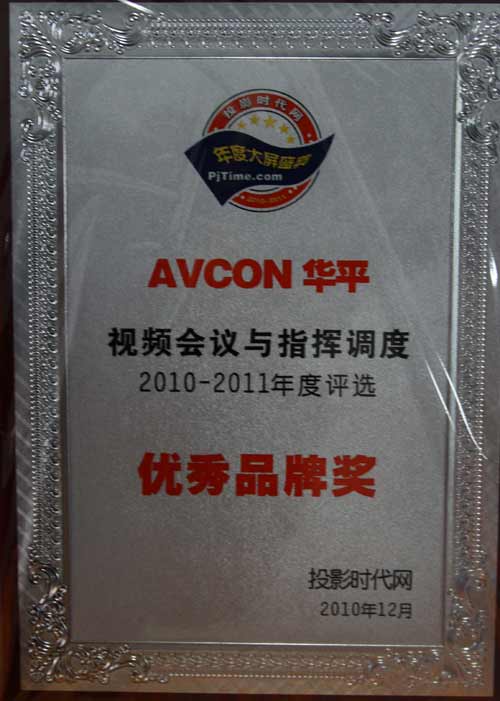 投影时代网
年度大屏盛典
PjTime.com
2010-2011
AVCON 华平
视频会议与指挥调度
2010-2011年度评选
优秀品牌奖
投影时代网
2010年12月